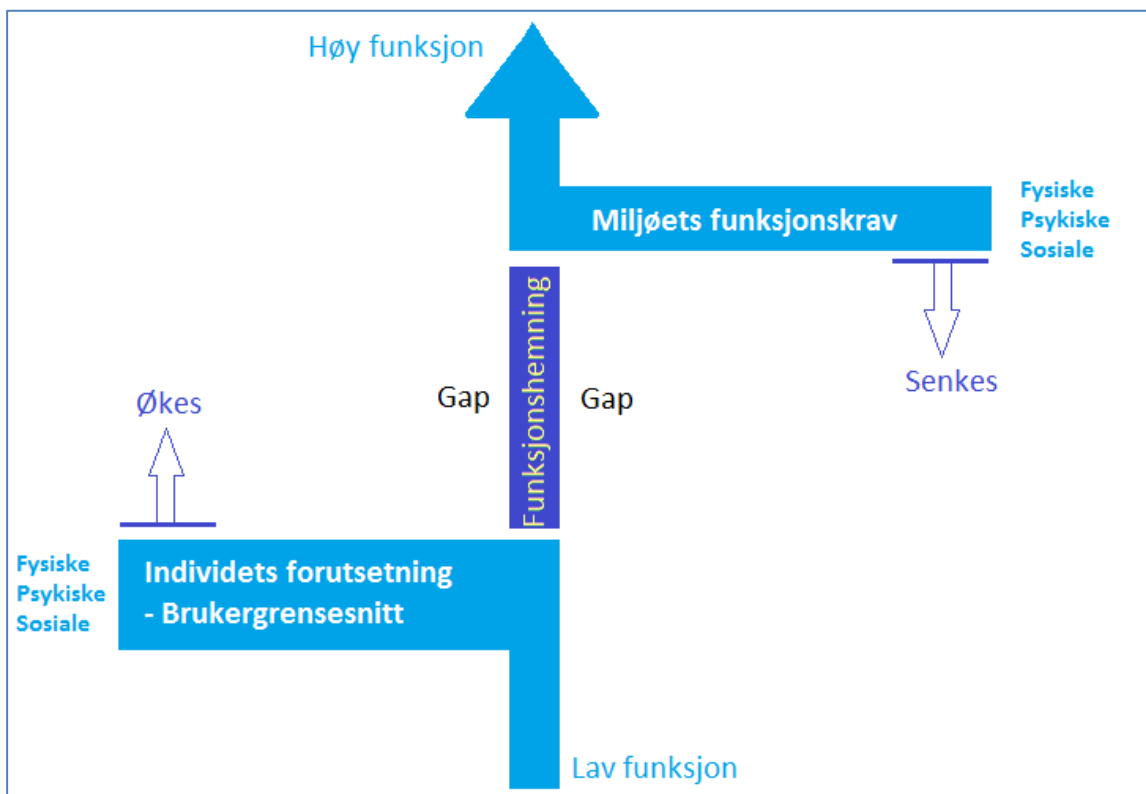 Høy funksjon
Miljøets funksjonskrav
Fysiske
Psykiske
Sosiale
Funksjonshemning
Gap
Gap
Senkes
Økes
Fysiske
Psykiske
Sosiale
Individets forutsetning
- Brukergrensesnitt
Lav funksjon